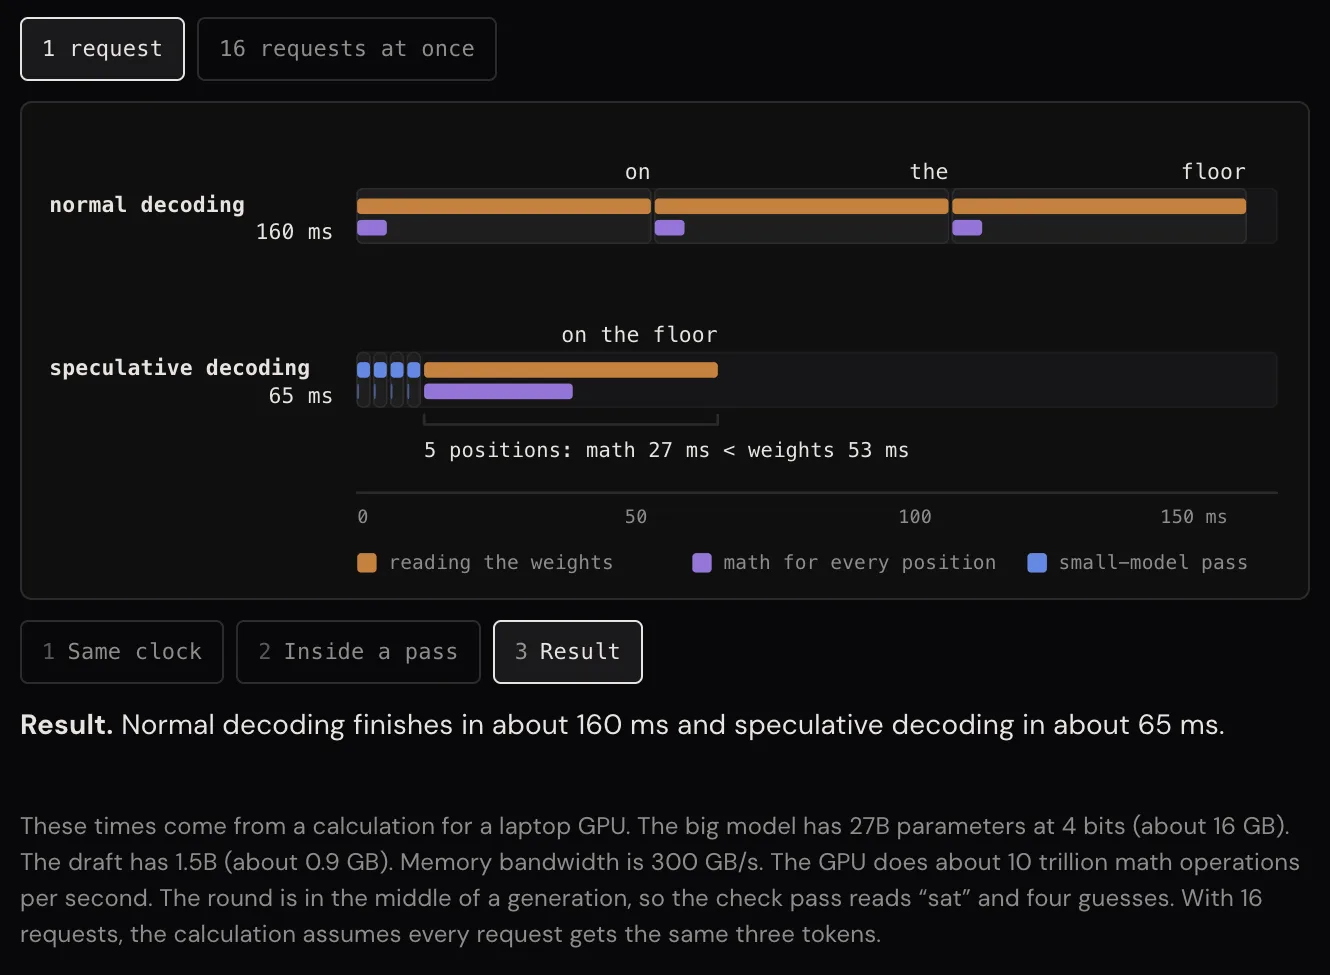 1 request
16 requests at once
on the floor
normal decoding
160 ms
on the floor
speculative decoding
65 ms
5 positions: math 27 ms < weights 53 ms
0 50 100 150 ms
reading the weights math for every position small-model pass
1 Same clock
2 Inside a pass
3 Result
Result. Normal decoding finishes in about 160 ms and speculative decoding in about 65 ms.
These times come from a calculation for a laptop GPU. The big model has 27B parameters at 4 bits (about 16 GB).
The draft has 1.5B (about 0.9 GB). Memory bandwidth is 300 GB/s. The GPU does about 10 trillion math operations
per second. The round is in the middle of a generation, so the check pass reads “sat” and four guesses. With 16
requests, the calculation assumes every request gets the same three tokens.